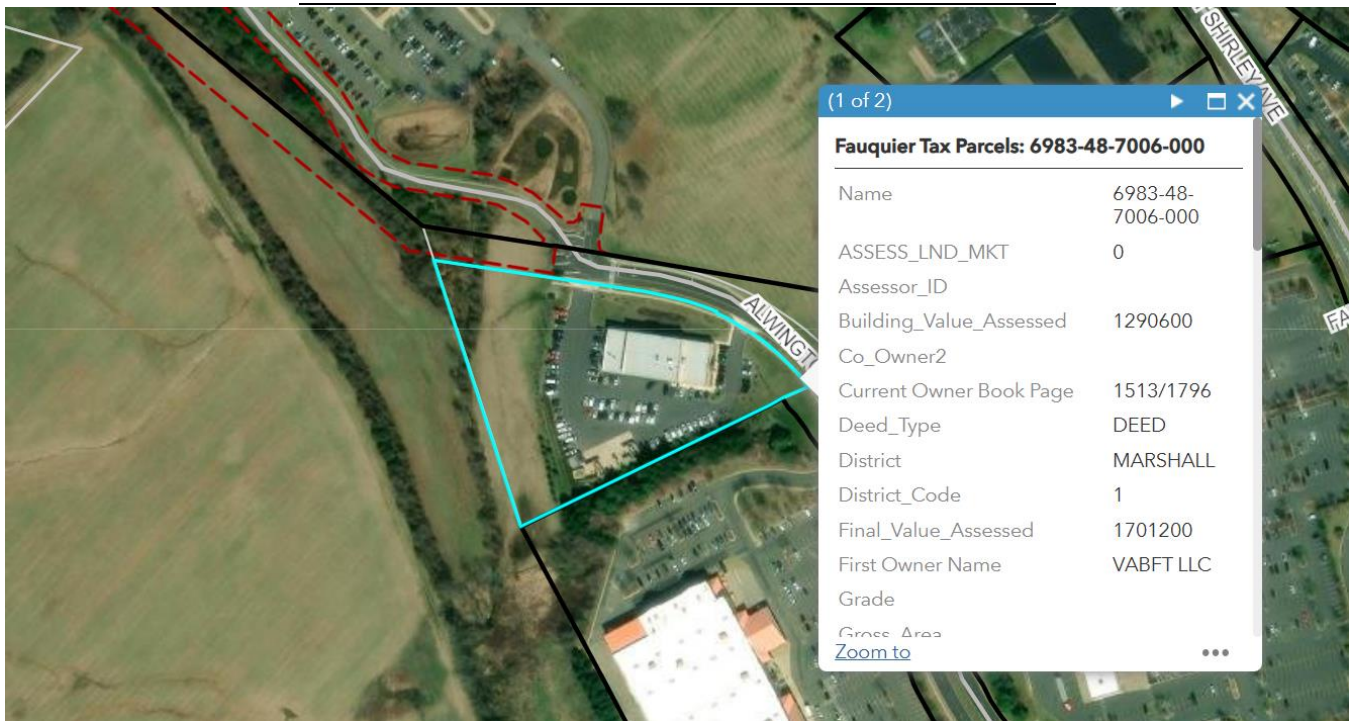 SHIRLEY AVE
(1 of 2)
Fauquier Tax Parcels: 6983-48-7006-000
Name 6983-48-
7006-000
ASSESS_LND_MKT 0
Assessor_ID
Building_Value_Assessed 1290600
Co_Owner2
Current Owner Book Page 1513/1796
Deed_Type DEED
District MARSHALL
District_Code 1
Final_Value_Assessed 1701200
First Owner Name VABFT LLC
Grade
Gross_Area
Zoom to
ALWINGT
FA